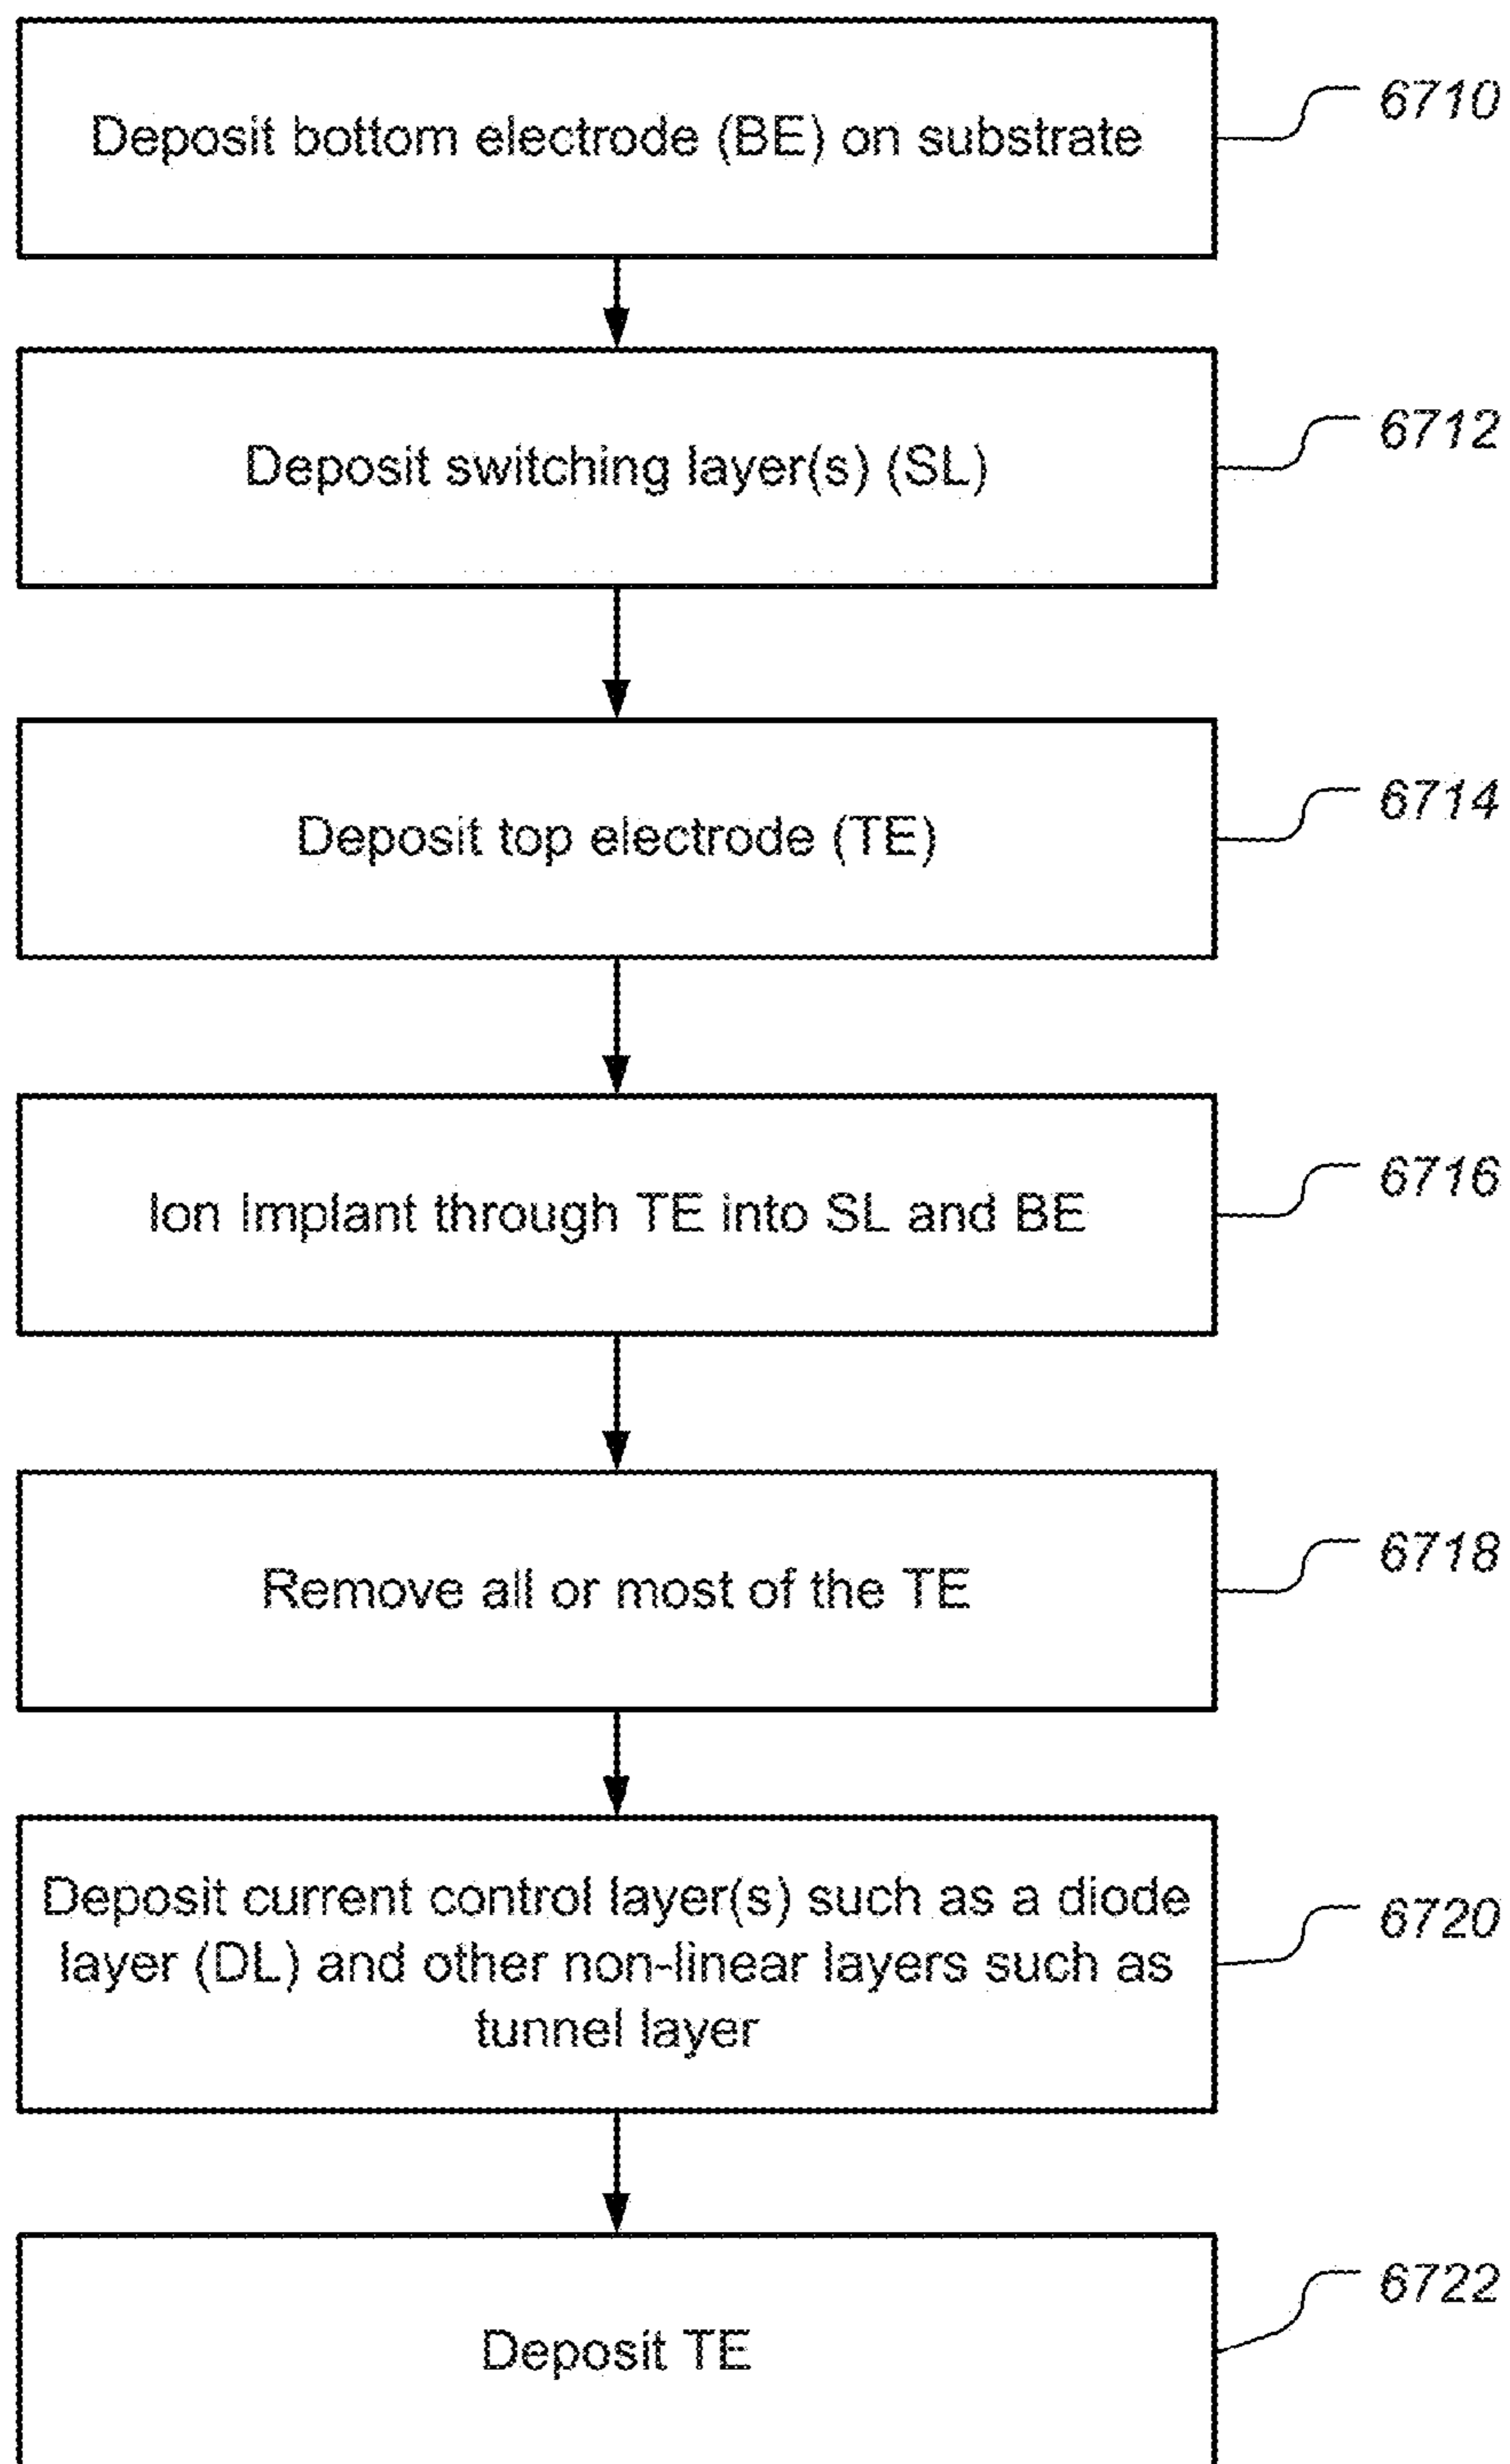 Deposit bottom electrode (BE) on substrate
6710
Deposit switching layer(s) (SL)
6712
Deposit top electrode (TE)
6714
Ion Implant through TE into SL and BE
6716
Remove all or most of the TE
6718
Deposit current control layer(s) such as a diode
layer (DL) and other non-linear layers such as
tunnel layer
6720
Deposit TE
6722